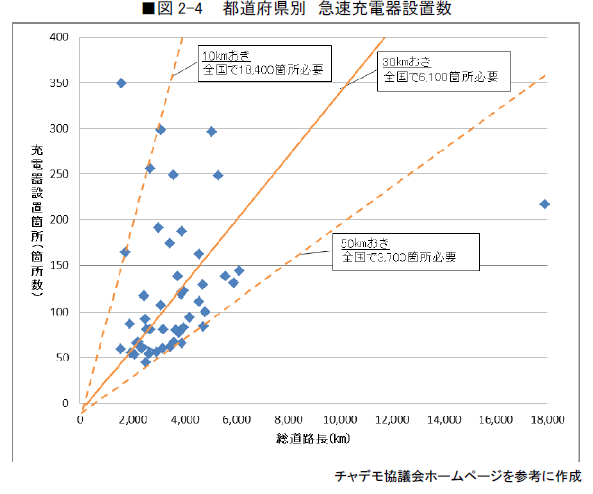 ■図 2-4 都道府県別 急速充電器設置数
400
350
300
250
200
150
100
50
0
充電器設置箇所(箇所数)
10kmおき
全国で18,400箇所必要
30kmおき
全国で6,100箇所必要
50kmおき
全国で3,700箇所必要
0
2,000
4,000
6,000
8,000
10,000
12,000
14,000
16,000
18,000
総道路長(km)
チャデモ協議会ホームページを参考に作成